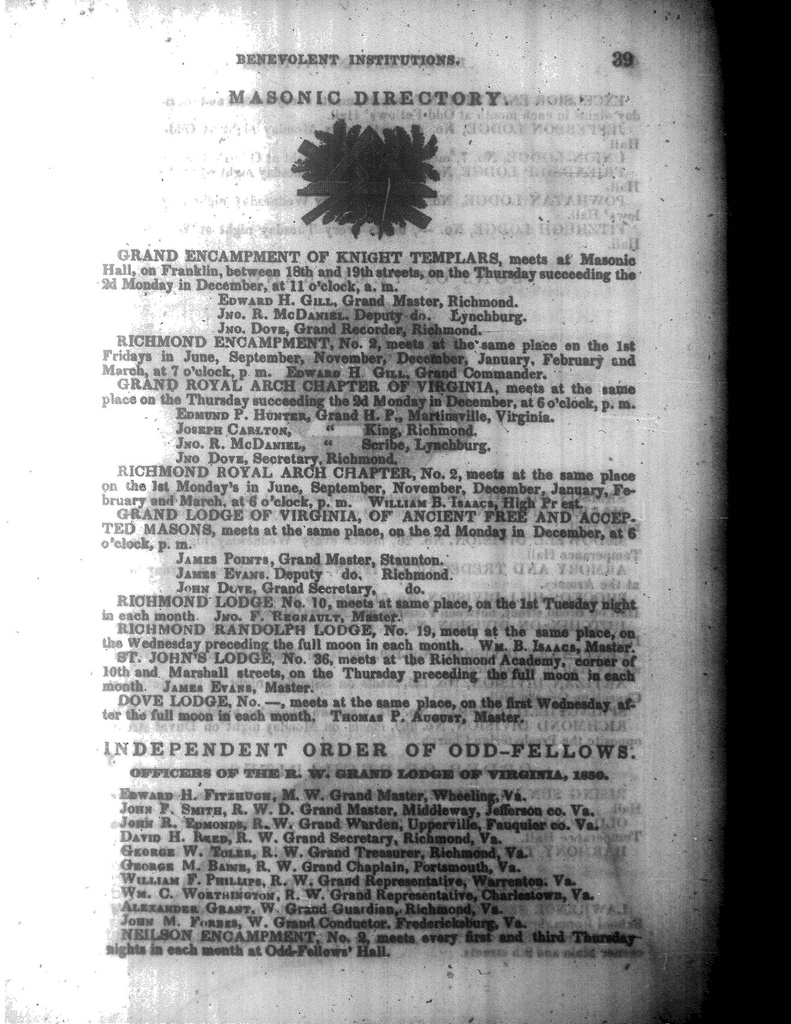 BENEVOLENT INSTITUTIONS. 39
MASONIC DIRECTORY.
GRAND ENCAMPMENT OF KNIGHT TEMPLARS, meets at Masonic
Hall, on Franklin, between 18th and 19th streets, on the Thursday succeeding the
2d Monday in December, at 11 o'clock, a. m.
EDWARD H. GILL, Grand Master, Richmond.
JNO. R. MCDANIEL, Deputy do. Lynchburg.
JNO. DOVE, Grand Recorder, Richmond.
RICHMOND ENCAMPMENT, No. 2, meets at the same place on the 1st
Fridays in June, September, November, December, January, February and
March, at 7 o'clock, p. m. EDWARD H. GILL, Grand Commander.
GRAND ROYAL ARCH CHAPTER OF VIRGINIA, meets at the same
place on the Thursday succeeding the 2d Monday in December, at 6 o'clock, p. m.
EDMUND P. HUNTER, Grand H. P., Martinsville, Virginia.
JOSEPH CARLTON, " King, Richmond.
JNO. R. MCDANIEL, " Scribe, Lynchburg.
JNO DOVE, Secretary, Richmond.
RICHMOND ROYAL ARCH CHAPTER, No. 2, meets at the same place
on the 1st Monday's in June, September, November, December, January, Fe-
bruary and March, at 6 o'clock, p. m. WILLIAM B. ISAACS, High Pr est.
GRAND LODGE OF VIRGINIA, OF ANCIENT FREE AND ACCEP-
TED MASONS, meets at the same place, on the 2d Monday in December, at 6
o'clock, p. m.
JAMES POINTS, Grand Master, Staunton.
JAMES EVANS. Deputy do. Richmond.
JOHN DOVE, Grand Secretary, do.
RICHMOND LODGE, No. 10, meets at same place, on the 1st Tuesday night
in each month. JNO. F. REGNAULT, Master.
RICHMOND RANDOLPH LODGE, No. 19, meets at the same place, on
the Wednesday preceding the full moon in each month. WM. B. ISAACS, Master.
ST. JOHN'S LODGE, No. 36, meets at the Richmond Academy, corner of
10th and Marshall streets, on the Thursday preceding the full moon in each
month. JAMES EVANS, Master.
DOVE LODGE, No. —, meets at the same place, on the first Wednesday af-
ter the full moon in each month. THOMAS P. AUGUST, Master.
INDEPENDENT ORDER OF ODD-FELLOWS.
OFFICERS OF THE R. W. GRAND LODGE OF VIRGINIA, 1850.
EDWARD H. FITZHUGH, M. W. Grand Master, Wheeling, Va.
JOHN F. SMITH, R. W. D. Grand Master, Middleway, Jefferson co. Va.
JOHN R. EDMONDS, R. W. Grand Warden, Upperville, Fauquier co. Va.
DAVID H. REED, R. W. Grand Secretary, Richmond, Va.
GEORGE W. TOLER, R. W. Grand Treasurer, Richmond, Va.
GEORGE M. BAINE, R. W. Grand Chaplain, Portsmouth, Va.
WILLIAM F. PHILLIPS, R. W. Grand Representative, Warrenton. Va.
WM. C. WORTHINGTON, R. W. Grand Representative, Charlestown, Va.
ALEXANDER GRANT, W. Grand Guardian, Richmond, Va.
JOHN M. FORBES, W. Grand Conductor. Fredericksburg, Va.
NEILSON ENCAMPMENT, No. 2, meets every first and third Thursday
nights in each month at Odd-Fellows' Hall.